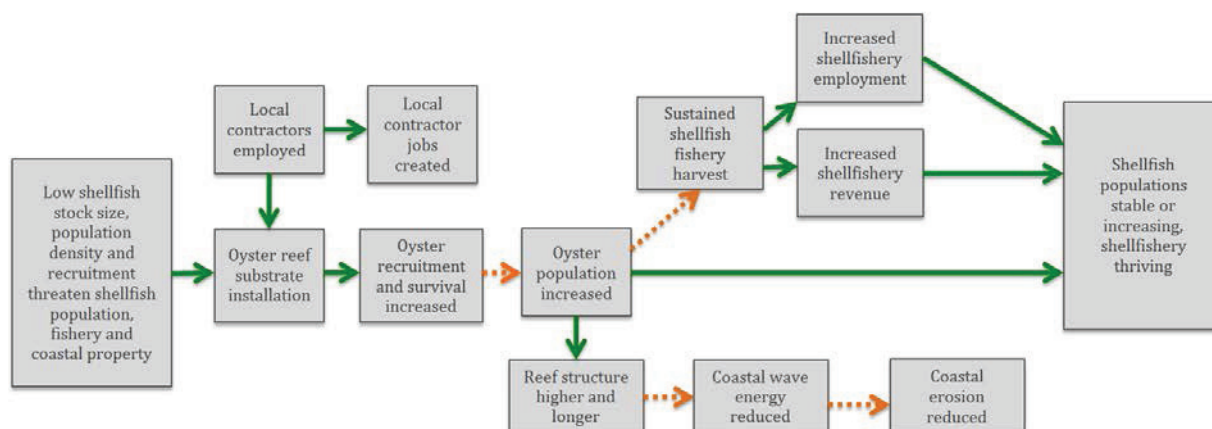 Low shellfish
stock size,
population
density and
recruitment
threaten shellfish
population,
fishery and
coastal property
Local
contractors
employed
Local
contractor
jobs
created
Oyster reef
substrate
installation
Oyster
recruitment
and survival
increased
Oyster
population
increased
Sustained
shellfish
fishery
harvest
Increased
shellfishery
employment
Increased
shellfishery
revenue
Reef structure
higher and
longer
Coastal wave
energy
reduced
Coastal
erosion
reduced
Shellfish
populations
stable or
increasing,
shellfishery
thriving